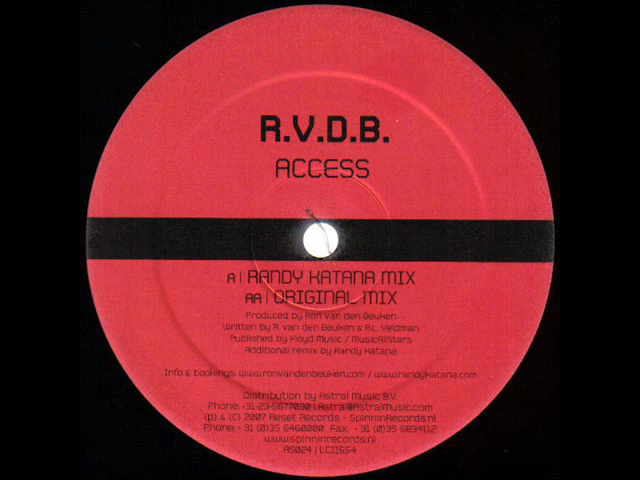 R.V.D.B.
ACCESS
A | RANDY KATANA MIX
AA | ORIGINAL MIX
Produced by Ron van den Beuken
Written by R. van den Beuken & R.L. Veldman
Published by Floyd Music / MusicAllStars
Additional remix by Randy Katana
Info & bookings: www.ronvandenbeuken.com / www.randykatana.com
Distribution by Astral Music B.V.
Phone: +31-23-5677030 | Astral@AstralMusic.com
(p) & (C) 2007 Reset Records - SpinninRecords.nl
Phone: + 31 (0)35 6460000 Fax: + 31 (0)35 6834112
www.spinninrecords.nl
RS024 | LC11554